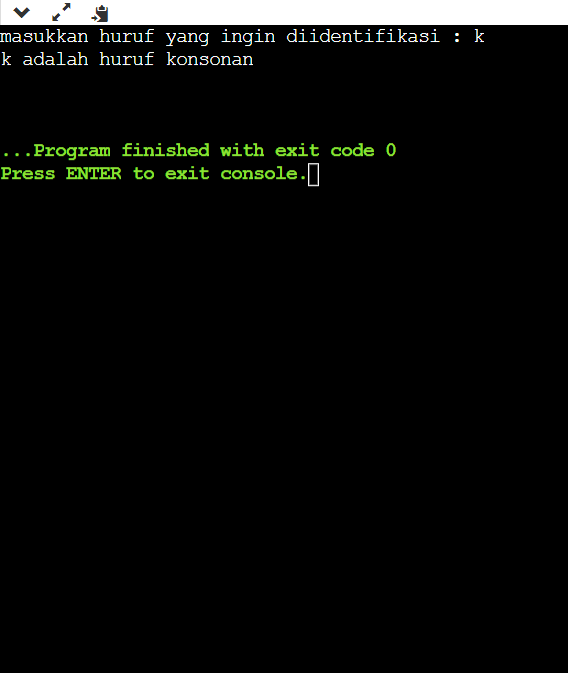 masukkan huruf yang ingin diidentifikasi : k
k adalah huruf konsonan
...Program finished with exit code 0
Press ENTER to exit console.